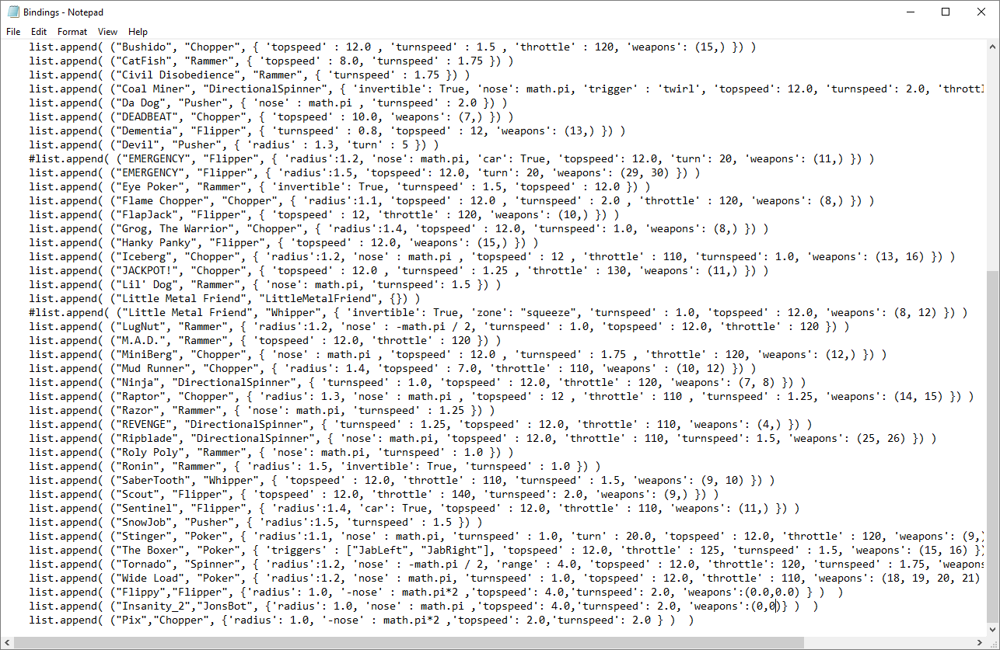 Bindings - Notepad
File Edit Format View Help
list.append( ("Bushido", "Chopper", { 'topspeed' : 12.0 , 'turnspeed' : 1.5 , 'throttle' : 120, 'weapons': (15,) }) )
list.append( ("CatFish", "Rammer", { 'topspeed' : 8.0, 'turnspeed' : 1.75 }) )
list.append( ("Civil Disobedience", "Rammer", { 'turnspeed' : 1.75 }) )
list.append( ("Coal Miner", "DirectionalSpinner", { 'invertible': True, 'nose': math.pi, 'trigger' : 'twirl', 'topspeed': 12.0, 'turnspeed': 2.0, 'throttl
list.append( ("Da Dog", "Pusher", { 'nose' : math.pi , 'turnspeed' : 2.0 }) )
list.append( ("DEADBEAT", "Chopper", { 'topspeed' : 10.0, 'weapons': (7,) }) )
list.append( ("Dementia", "Flipper", { 'turnspeed' : 0.8, 'topspeed' : 12, 'weapons': (13,) }) )
list.append( ("Devil", "Pusher", { 'radius' : 1.3, 'turn' : 5 }) )
#list.append( ("EMERGENCY", "Flipper", { 'radius':1.2, 'nose': math.pi, 'car': True, 'topspeed': 12.0, 'turn': 20, 'weapons': (11,) }) )
list.append( ("EMERGENCY", "Flipper", { 'radius':1.5, 'topspeed': 12.0, 'turn': 20, 'weapons': (29, 30) }) )
list.append( ("Eye Poker", "Rammer", { 'invertible': True, 'turnspeed' : 1.5, 'topspeed' : 12.0 }) )
list.append( ("Flame Chopper", "Chopper", { 'radius':1.1, 'topspeed' : 12.0 , 'turnspeed' : 2.0 , 'throttle' : 120, 'weapons': (8,) }) )
list.append( ("FlapJack", "Flipper", { 'topspeed' : 12, 'throttle' : 120, 'weapons': (10,) }) )
list.append( ("Grog, The Warrior", "Chopper", { 'radius':1.4, 'topspeed' : 12.0, 'turnspeed': 1.0, 'weapons': (8,) }) )
list.append( ("Hanky Panky", "Flipper", { 'topspeed' : 12.0, 'weapons': (15,) }) )
list.append( ("Iceberg", "Chopper", { 'radius':1.2, 'nose' : math.pi , 'topspeed' : 12 , 'throttle' : 110, 'turnspeed': 1.0, 'weapons': (13, 16) }) )
list.append( ("JACKPOT!", "Chopper", { 'topspeed' : 12.0 , 'turnspeed' : 1.25 , 'throttle' : 130, 'weapons': (11,) }) )
list.append( ("Lil' Dog", "Rammer", { 'nose': math.pi, 'turnspeed': 1.5 }) )
list.append( ("Little Metal Friend", "LittleMetalFriend", {}) )
#list.append( ("Little Metal Friend", "Whipper", { 'invertible': True, 'zone': "squeeze", 'turnspeed' : 1.0, 'topspeed' : 12.0, 'weapons': (8, 12) }) )
list.append( ("LugNut", "Rammer", { 'radius':1.2, 'nose' : -math.pi / 2, 'turnspeed' : 1.0, 'topspeed' : 12.0, 'throttle' : 120 }) )
list.append( ("M.A.D.", "Rammer", { 'topspeed' : 12.0, 'throttle' : 120 }) )
list.append( ("MiniBerg", "Chopper", { 'nose' : math.pi , 'topspeed' : 12.0 , 'turnspeed' : 1.75 , 'throttle' : 120, 'weapons': (12,) }) )
list.append( ("Mud Runner", "Chopper", { 'radius' : 1.4, 'topspeed' : 7.0, 'throttle' : 110, 'weapons' : (10, 12) }) )
list.append( ("Ninja", "DirectionalSpinner", { 'turnspeed' : 1.0, 'topspeed' : 12.0, 'throttle' : 120, 'weapons': (7, 8) }) )
list.append( ("Raptor", "Chopper", { 'radius' : 1.3, 'nose' : math.pi , 'topspeed' : 12 , 'throttle' : 110 , 'turnspeed' : 1.25, 'weapons': (14, 15) }) )
list.append( ("Razor", "Rammer", { 'nose': math.pi, 'turnspeed' : 1.25 }) )
list.append( ("REVENGE", "DirectionalSpinner", { 'turnspeed' : 1.25, 'topspeed' : 12.0, 'throttle' : 110, 'weapons': (4,) }) )
list.append( ("Ripblade", "DirectionalSpinner", { 'nose': math.pi, 'topspeed' : 12.0, 'throttle' : 110, 'turnspeed': 1.5, 'weapons': (25, 26) }) )
list.append( ("Roly Poly", "Rammer", { 'nose': math.pi, 'turnspeed' : 1.0 }) )
list.append( ("Ronin", "Rammer", { 'radius': 1.5, 'invertible': True, 'turnspeed' : 1.0 }) )
list.append( ("SaberTooth", "Whipper", { 'topspeed' : 12.0, 'throttle' : 110, 'turnspeed' : 1.5, 'weapons': (9, 10) }) )
list.append( ("Scout", "Flipper", { 'topspeed' : 12.0, 'throttle' : 140, 'turnspeed': 2.0, 'weapons': (9,) }) )
list.append( ("Sentinel", "Flipper", { 'radius':1.4, 'car': True, 'topspeed' : 12.0, 'throttle' : 110, 'weapons': (11,) }) )
list.append( ("SnowJob", "Pusher", { 'radius':1.5, 'turnspeed' : 1.5 }) )
list.append( ("Stinger", "Poker", { 'radius':1.1, 'nose' : math.pi, 'turnspeed' : 1.0, 'turn' : 20.0, 'topspeed' : 12.0, 'throttle' : 120, 'weapons': (9,)
list.append( ("The Boxer", "Poker", { 'triggers' : ["JabLeft", "JabRight"], 'topspeed' : 12.0, 'throttle' : 125, 'turnspeed' : 1.5, 'weapons': (15, 16) })
list.append( ("Tornado", "Spinner", { 'radius':1.2, 'nose' : -math.pi / 2, 'range' : 4.0, 'topspeed' : 12.0, 'throttle': 120, 'turnspeed' : 1.75, 'weapons
list.append( ("Wide Load", "Poker", { 'radius':1.2, 'nose' : math.pi, 'turnspeed' : 1.0, 'topspeed' : 12.0, 'throttle' : 110, 'weapons': (18, 19, 20, 21)
list.append( ("Flippy","Flipper", {'radius': 1.0, '-nose' : math.pi*2 ,'topspeed': 4.0,'turnspeed': 2.0, 'weapons':(0.0,0.0) } )  )
list.append( ("Insanity_2","JonsBot", {'radius': 1.0, 'nose' : math.pi ,'topspeed': 4.0,'turnspeed': 2.0, 'weapons':(0,0)} )  )
list.append( ("Pix","Chopper", {'radius': 1.0, '-nose' : math.pi*2 ,'topspeed': 2.0,'turnspeed': 2.0 } )  )